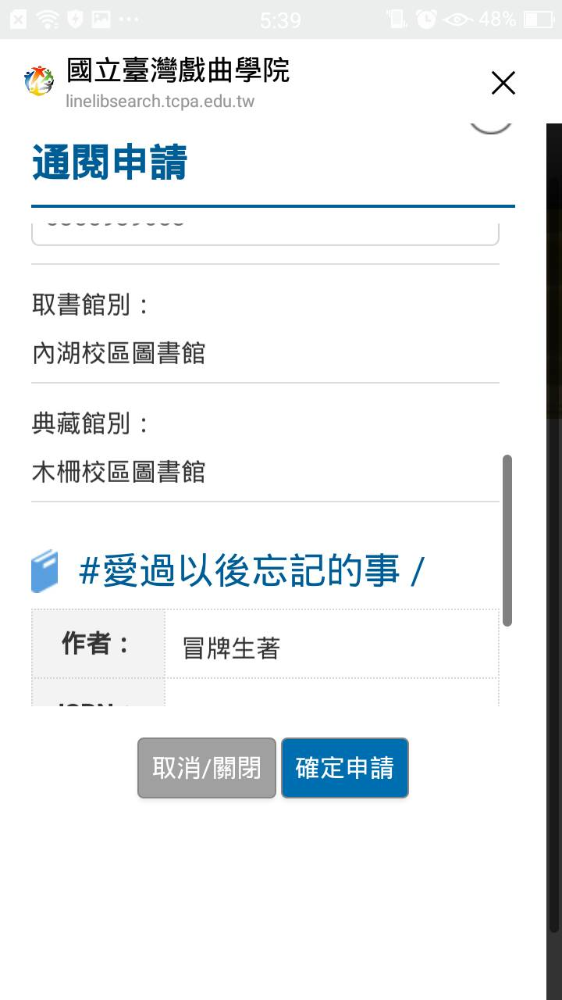 5:39
48%
國立臺灣戲曲學院
linelibsearch.tcpa.edu.tw
通閱申請
取書館別：
內湖校區圖書館
典藏館別：
木柵校區圖書館
#愛過以後忘記的事 /
作者：
冒牌生著
取消/關閉
確定申請